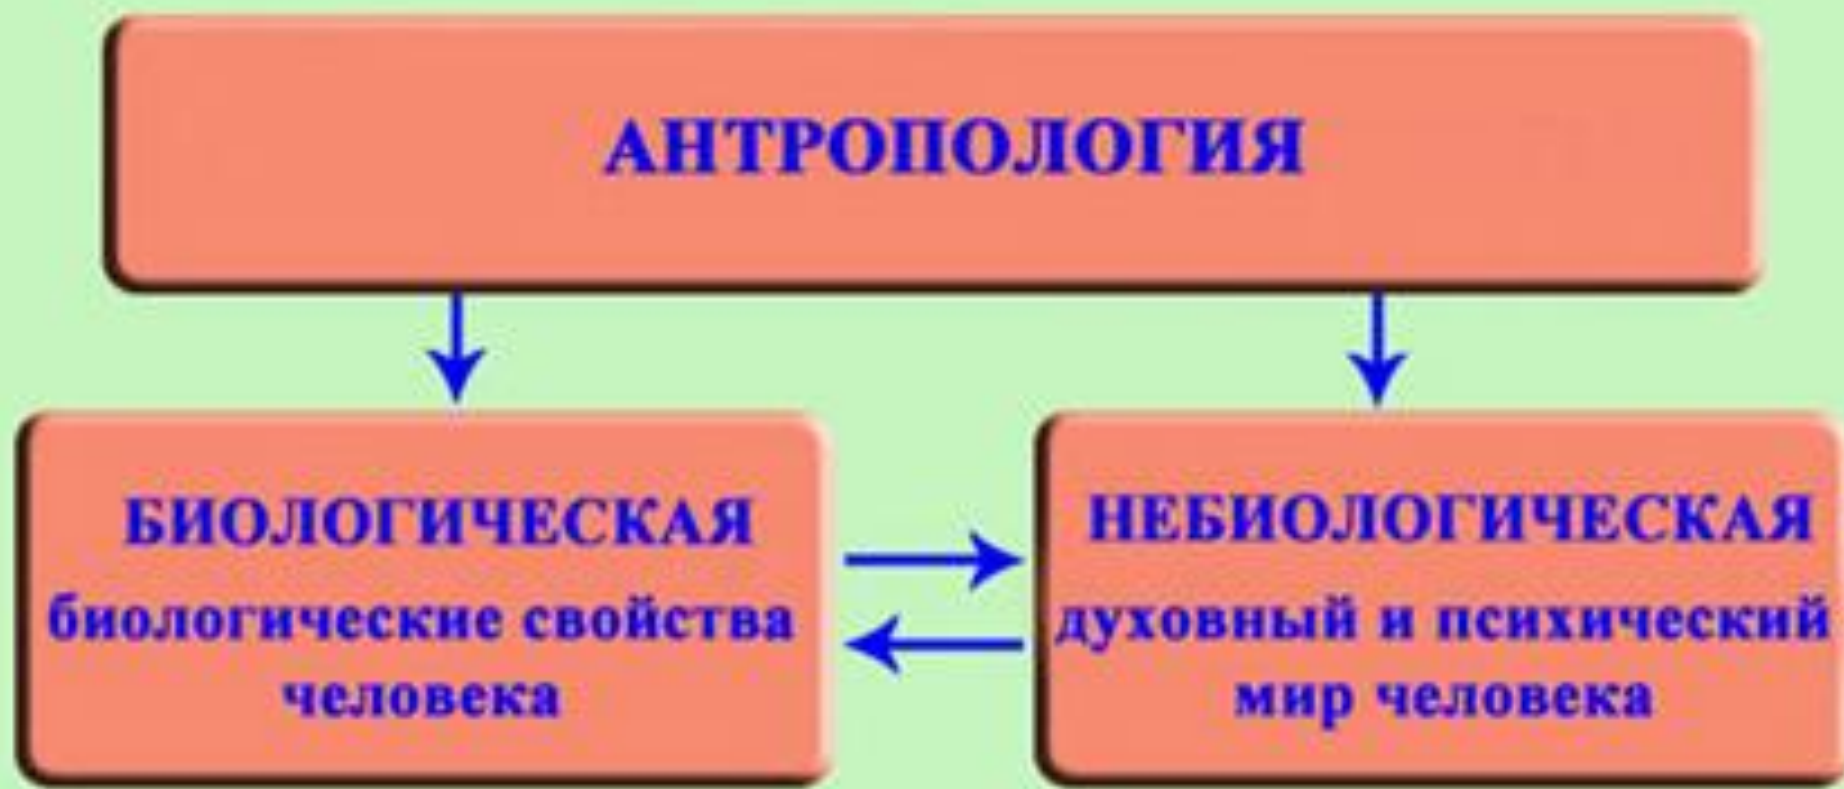 АНТРОПОЛОГИЯ
БИОЛОГИЧЕСКАЯ
биологические свойства
человека
НЕБИОЛОГИЧЕСКАЯ
духовный и психический
мир человека